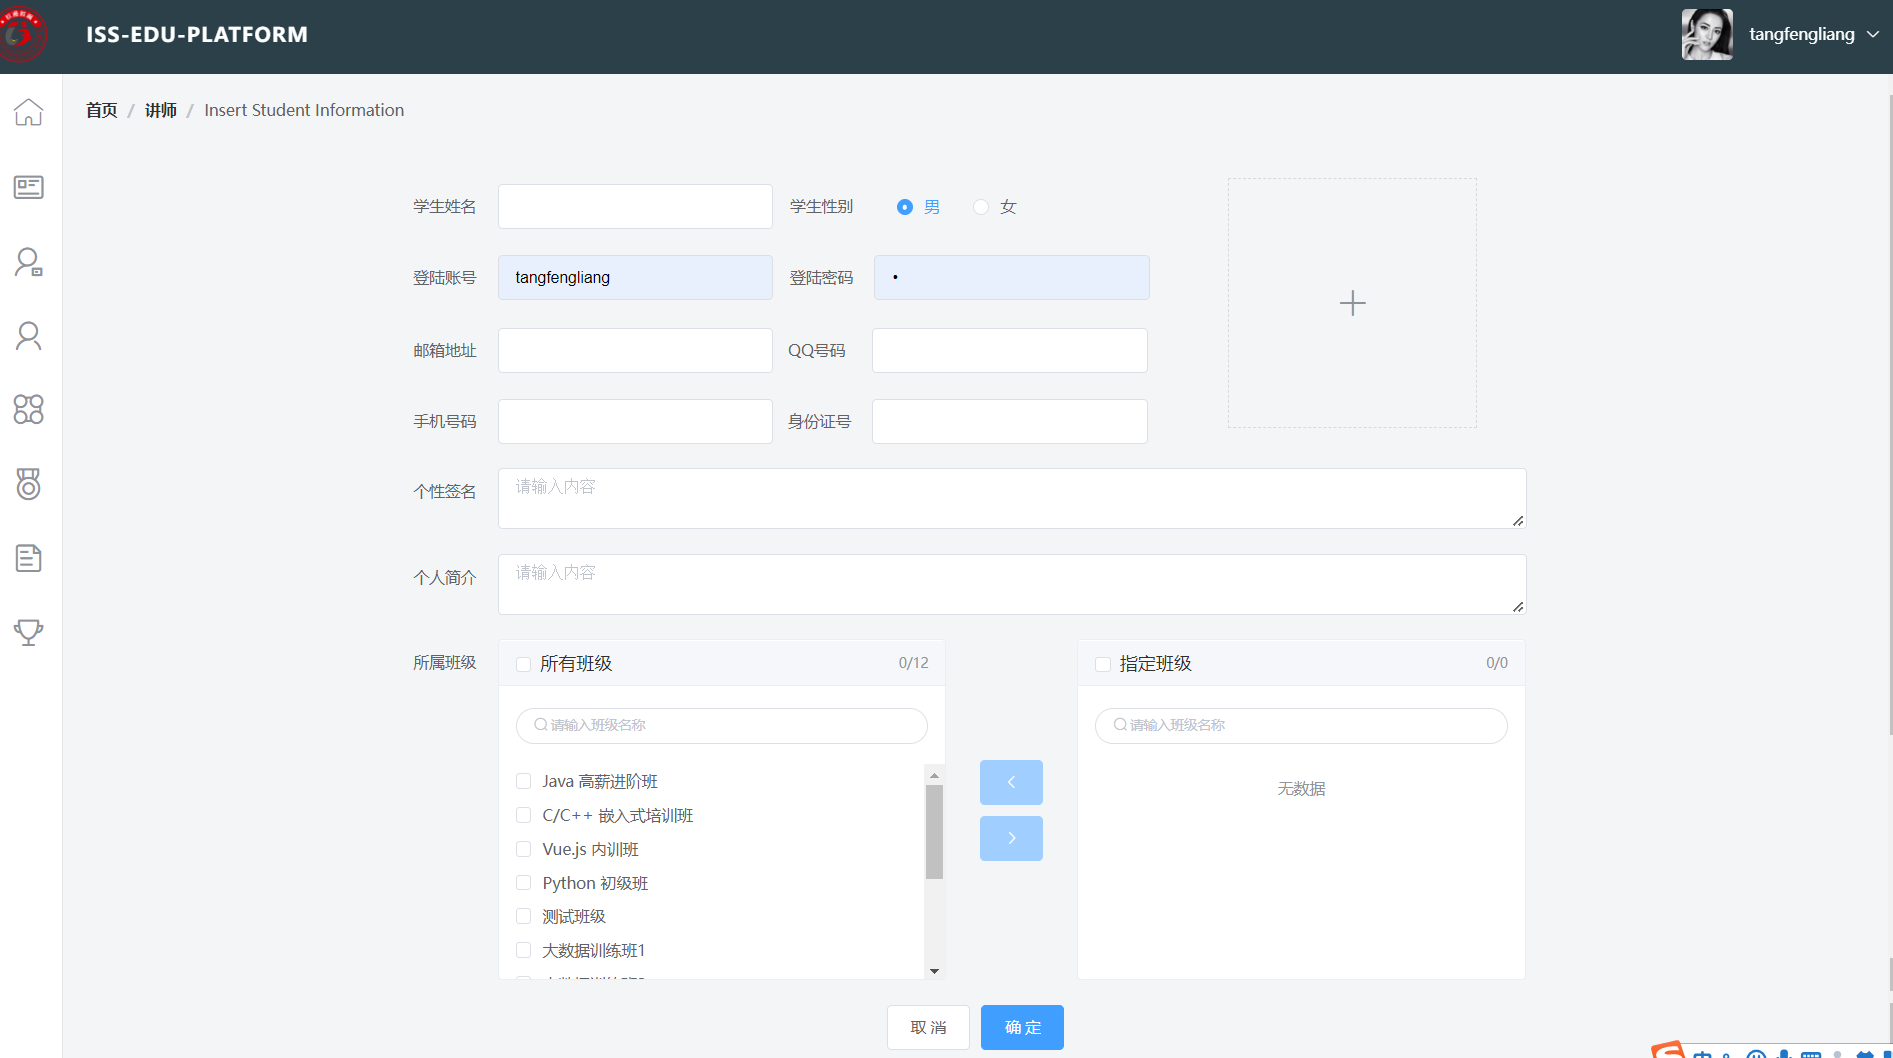 ISS-EDU-PLATFORM
tangfengliang
首页 / 讲师 / Insert Student Information
学生姓名 学生性别 男 女
登陆账号 tangfengliang 登陆密码 •
邮箱地址 QQ号码
手机号码 身份证号
个性签名 请输入内容
个人简介 请输入内容
所属班级 所有班级 0/12 指定班级 0/0
请输入班级名称 请输入班级名称
Java 高薪进阶班
无数据
C/C++ 嵌入式培训班
Vue.js 内训班
Python 初级班
测试班级
大数据训练班1
取 消 确 定